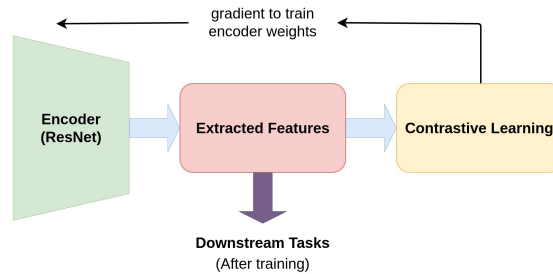 gradient to train
encoder weights
Encoder
(ResNet)
Extracted Features
Contrastive Learning
Downstream Tasks
(After training)